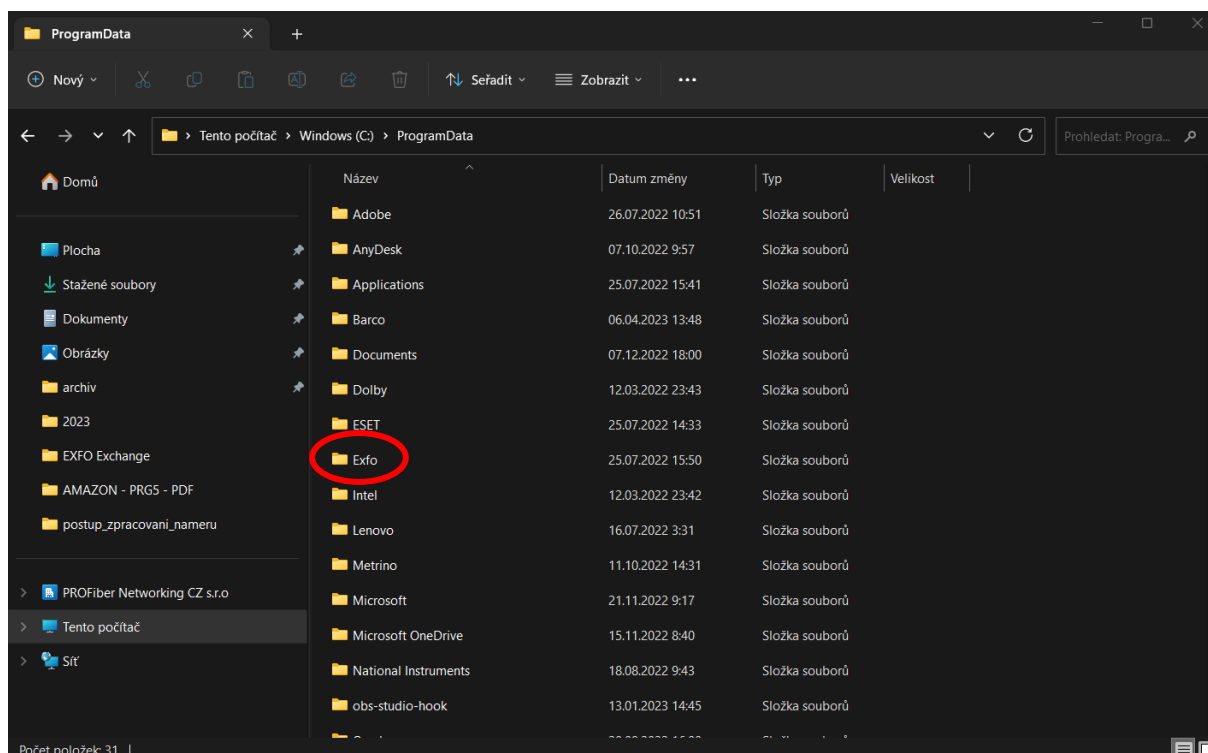 ProgramData
Nový
Seřadit
Zobrazit
Tento počítač > Windows (C:) > ProgramData
Prohledat: Progra...
Domů
Plocha
Stažené soubory
Dokumenty
Obrázky
archiv
2023
EXFO Exchange
AMAZON - PRG5 - PDF
postup_zpracovani_nameru
PROFiber Networking CZ s.r.o
Tento počítač
Síť
Název Datum změny Typ Velikost
Adobe 26.07.2022 10:51 Složka souborů
AnyDesk 07.10.2022 9:57 Složka souborů
Applications 25.07.2022 15:41 Složka souborů
Barco 06.04.2023 13:48 Složka souborů
Documents 07.12.2022 18:00 Složka souborů
Dolby 12.03.2022 23:43 Složka souborů
ESET 25.07.2022 14:33 Složka souborů
Exfo 25.07.2022 15:50 Složka souborů
Intel 12.03.2022 23:42 Složka souborů
Lenovo 16.07.2022 3:31 Složka souborů
Metrino 11.10.2022 14:31 Složka souborů
Microsoft 21.11.2022 9:17 Složka souborů
Microsoft OneDrive 15.11.2022 8:40 Složka souborů
National Instruments 18.08.2022 9:43 Složka souborů
obs-studio-hook 13.01.2023 14:45 Složka souborů
Počet položek: 31